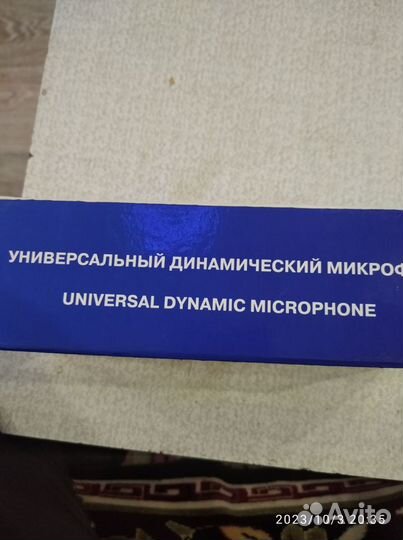 УНИВЕРСАЛЬНЫЙ ДИНАМИЧЕСКИЙ МИКРОФ
UNIVERSAL DYNAMIC MICROPHONE
2023/10/3 20:35
Avito